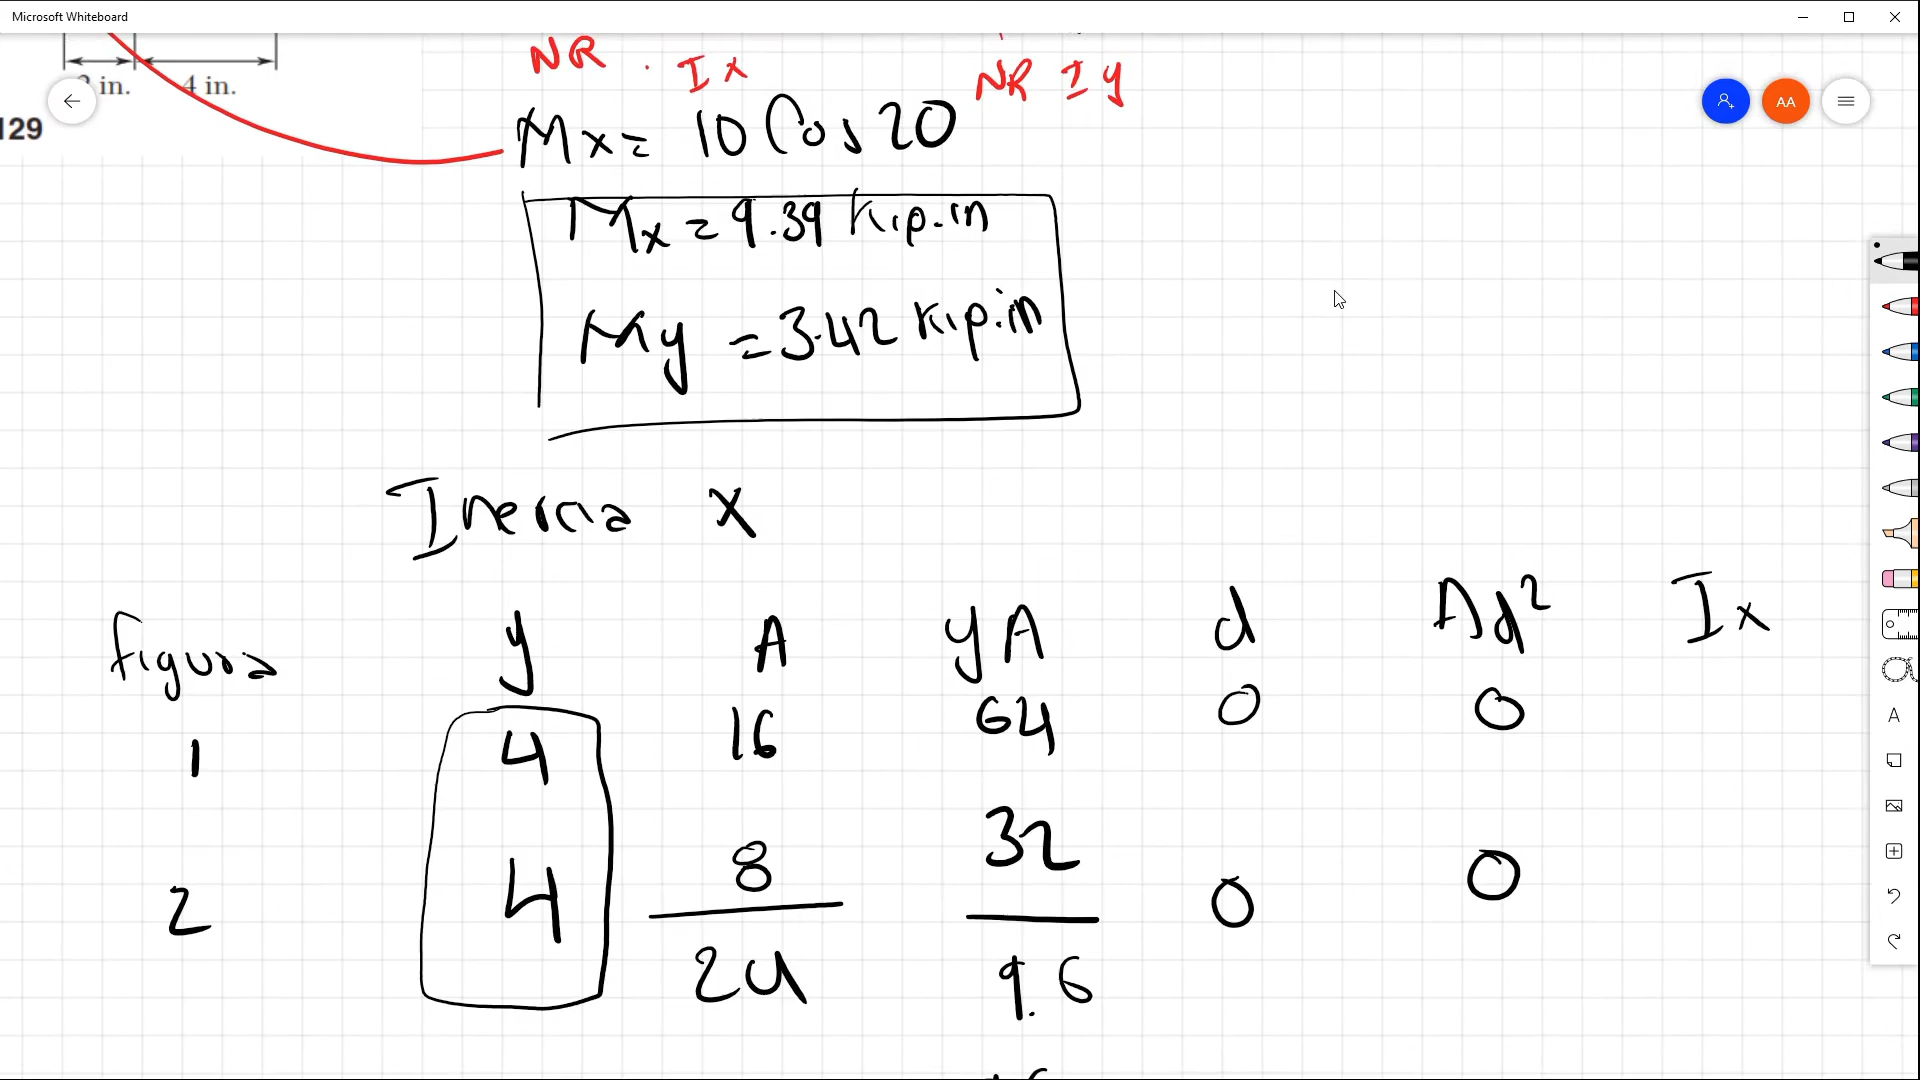 Microsoft Whiteboard
NR . Ix NR Iy
in. 4 in.
129
AA
Mx = 10 Cos 20
Mx = 9.39 Kip.in
My = 3.42 Kip.in
Inercia X
figura y A yA d Ad² Ix
1 4 16 64 0 0
2 4 8 32 0 0
24 96
A